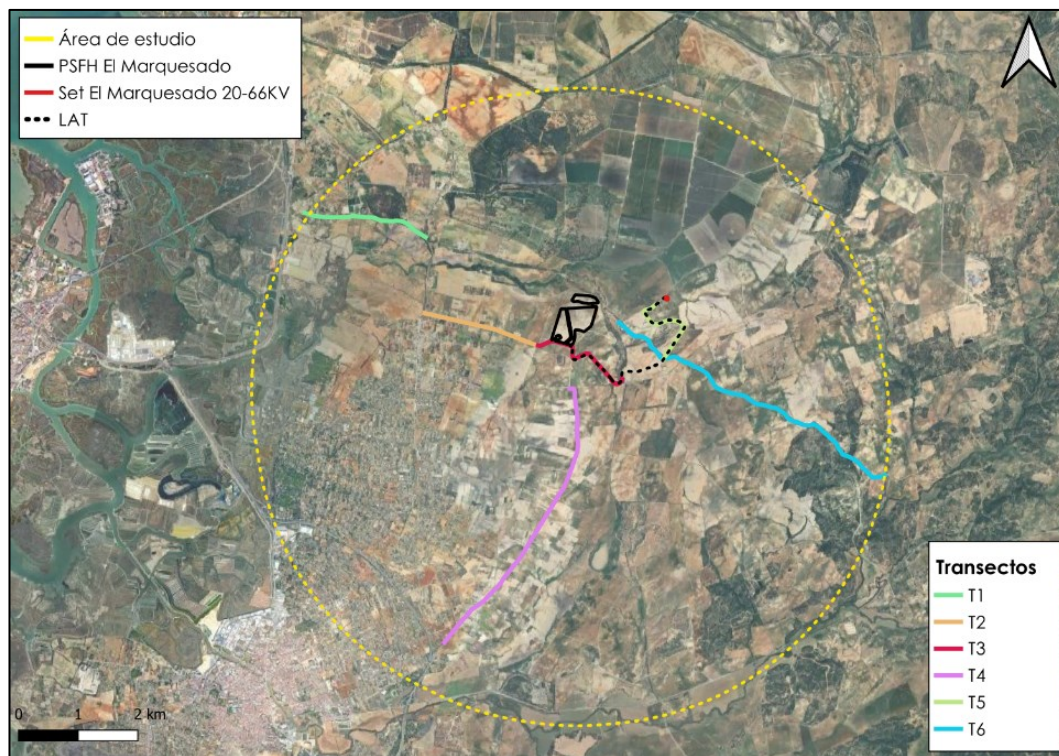 Área de estudio
PSFH El Marquesado
Set El Marquesado 20-66KV
LAT
Transectos
T1
T2
T3
T4
T5
T6
0 1 2 km